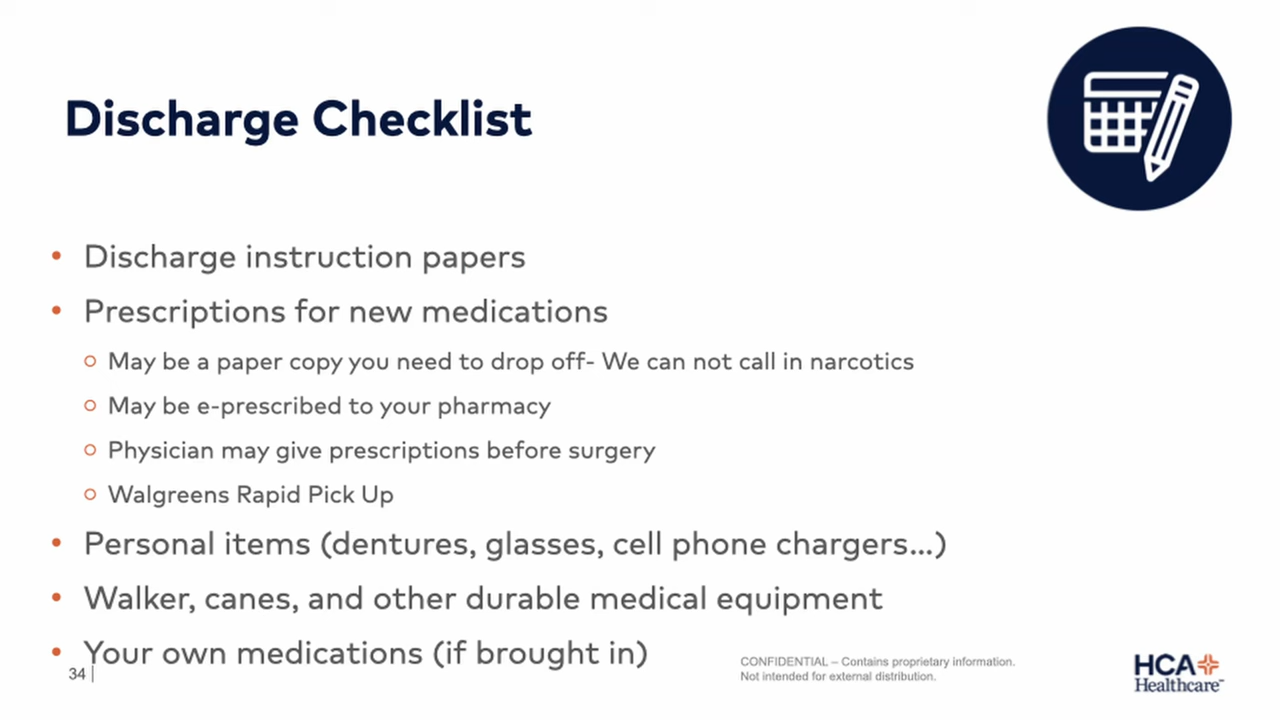 Discharge Checklist
• Discharge instruction papers
• Prescriptions for new medications
○ May be a paper copy you need to drop off- We can not call in narcotics
○ May be e-prescribed to your pharmacy
○ Physician may give prescriptions before surgery
○ Walgreens Rapid Pick Up
• Personal items (dentures, glasses, cell phone chargers...)
• Walker, canes, and other durable medical equipment
• Your own medications (if brought in)
34 |
CONFIDENTIAL – Contains proprietary information.
Not intended for external distribution.
HCA
Healthcare™